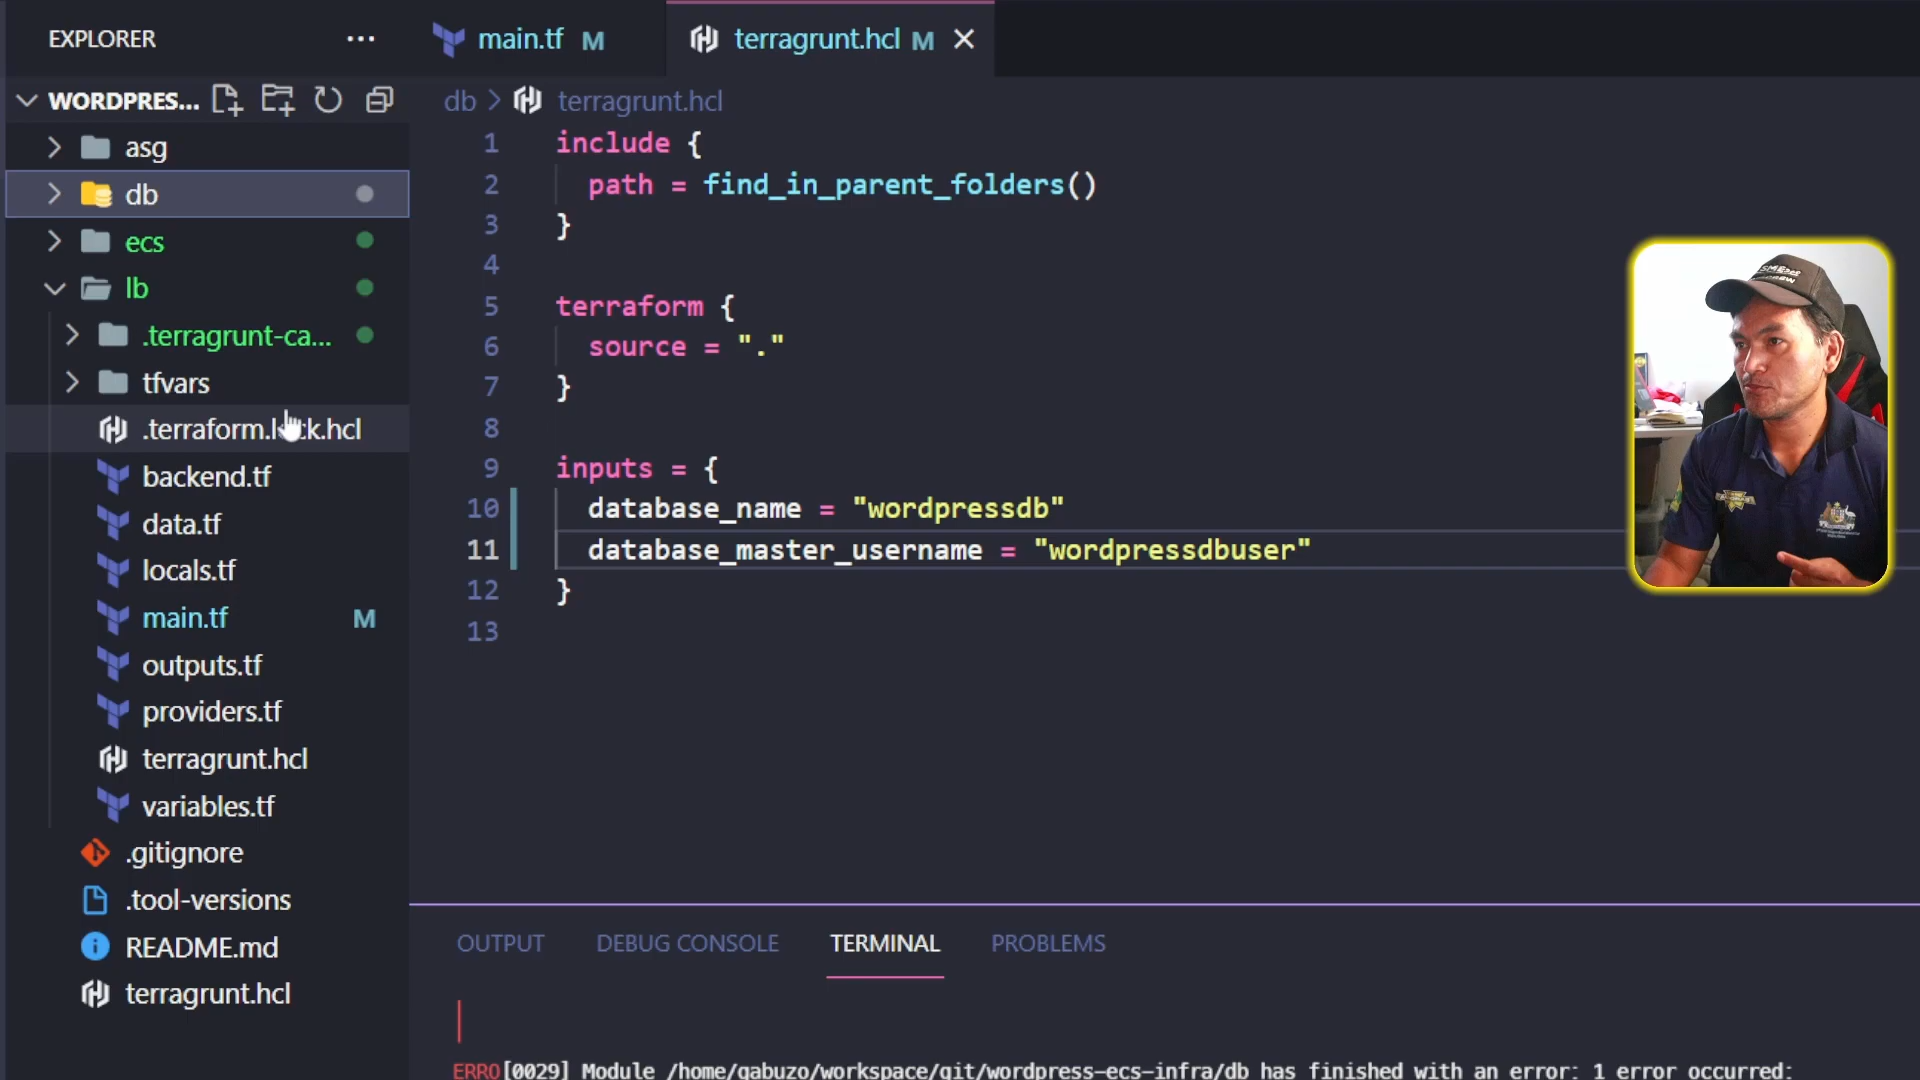 EXPLORER ...
main.tf M
terragrunt.hcl M
WORDPRES...
db > terragrunt.hcl
asg
db
ecs
lb
.terragrunt-ca...
tfvars
.terraform.l ck.hcl
backend.tf
data.tf
locals.tf
main.tf M
outputs.tf
providers.tf
terragrunt.hcl
variables.tf
.gitignore
.tool-versions
README.md
terragrunt.hcl
1 include {
2 path = find_in_parent_folders()
3 }
4
5 terraform {
6 source = "."
7 }
8
9 inputs = {
10 database_name = "wordpressdb"
11 database_master_username = "wordpressdbuser"
12 }
13
OUTPUT DEBUG CONSOLE TERMINAL PROBLEMS
ERRO[0029] Module /home/gabuzo/workspace/git/wordpress-ecs-infra/db has finished with an error: 1 error occurred: